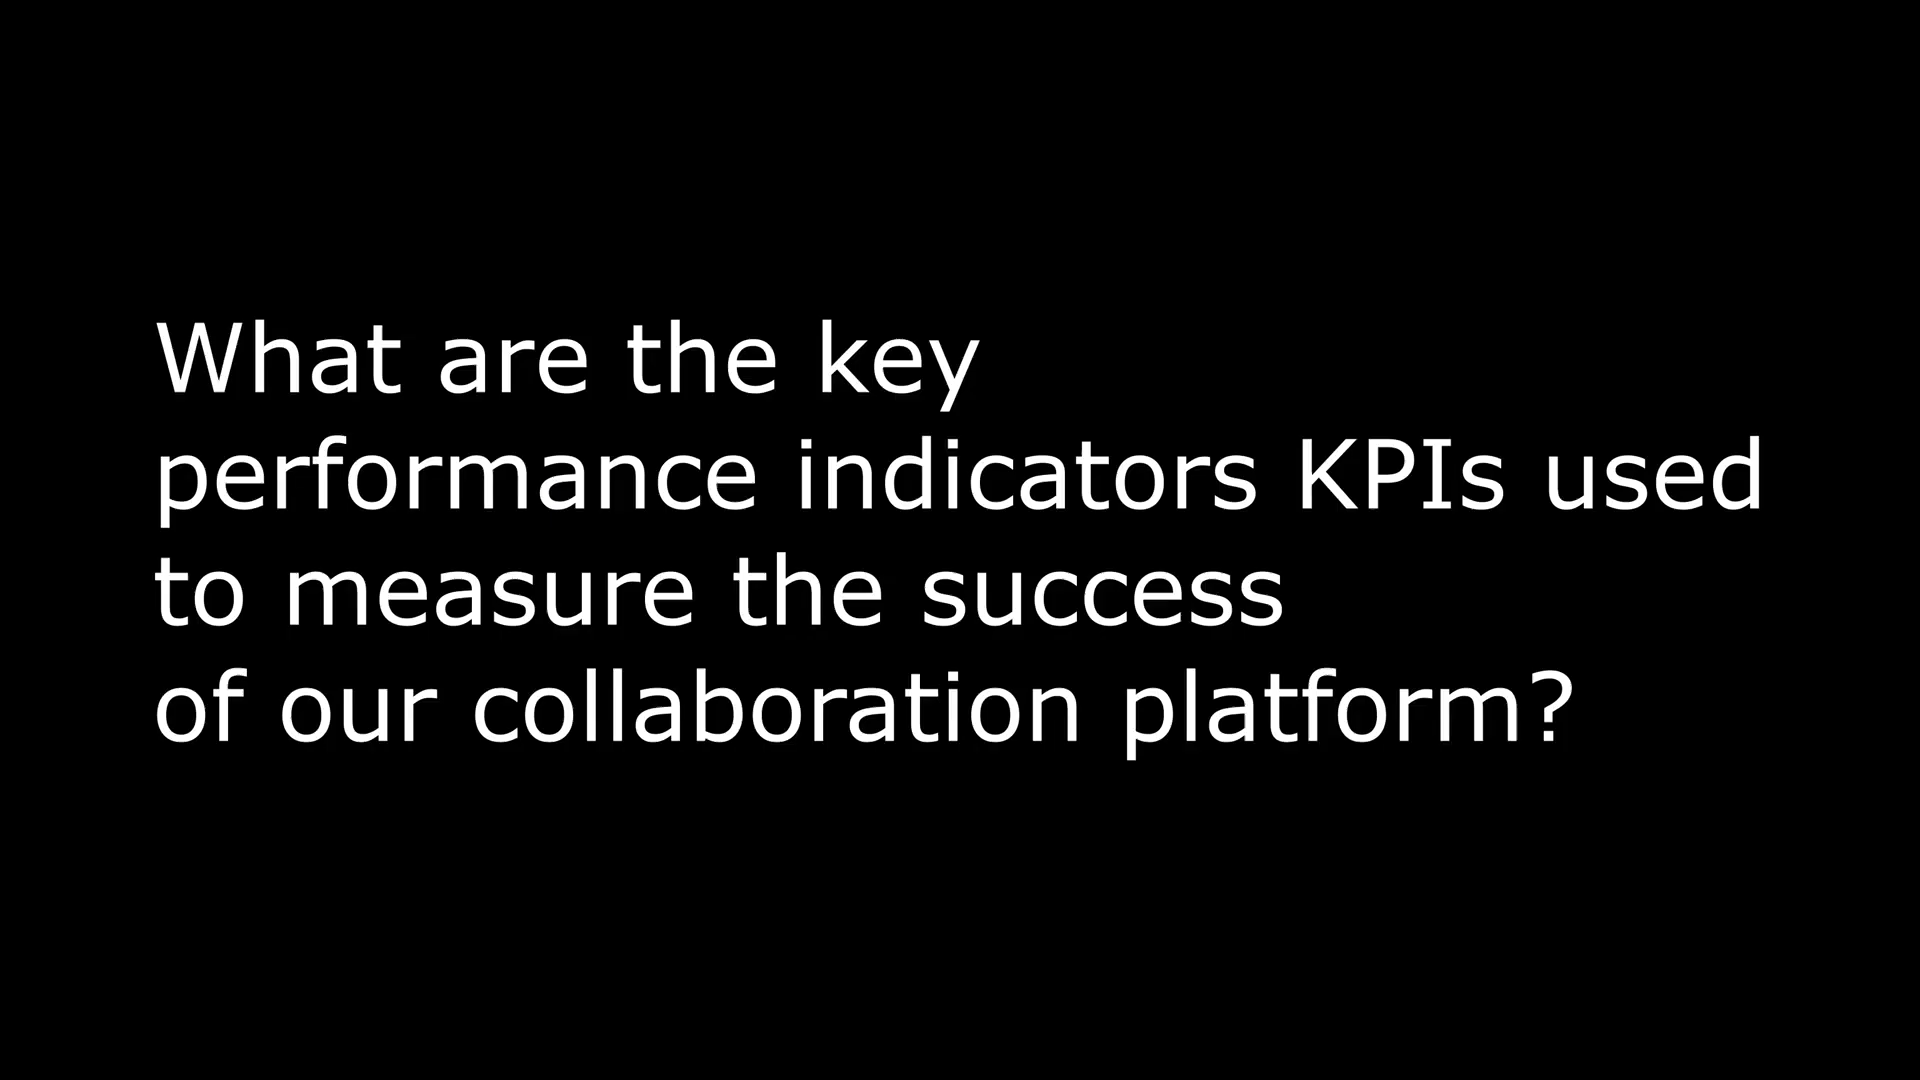 What are the key
performance indicators KPIs used
to measure the success
of our collaboration platform?